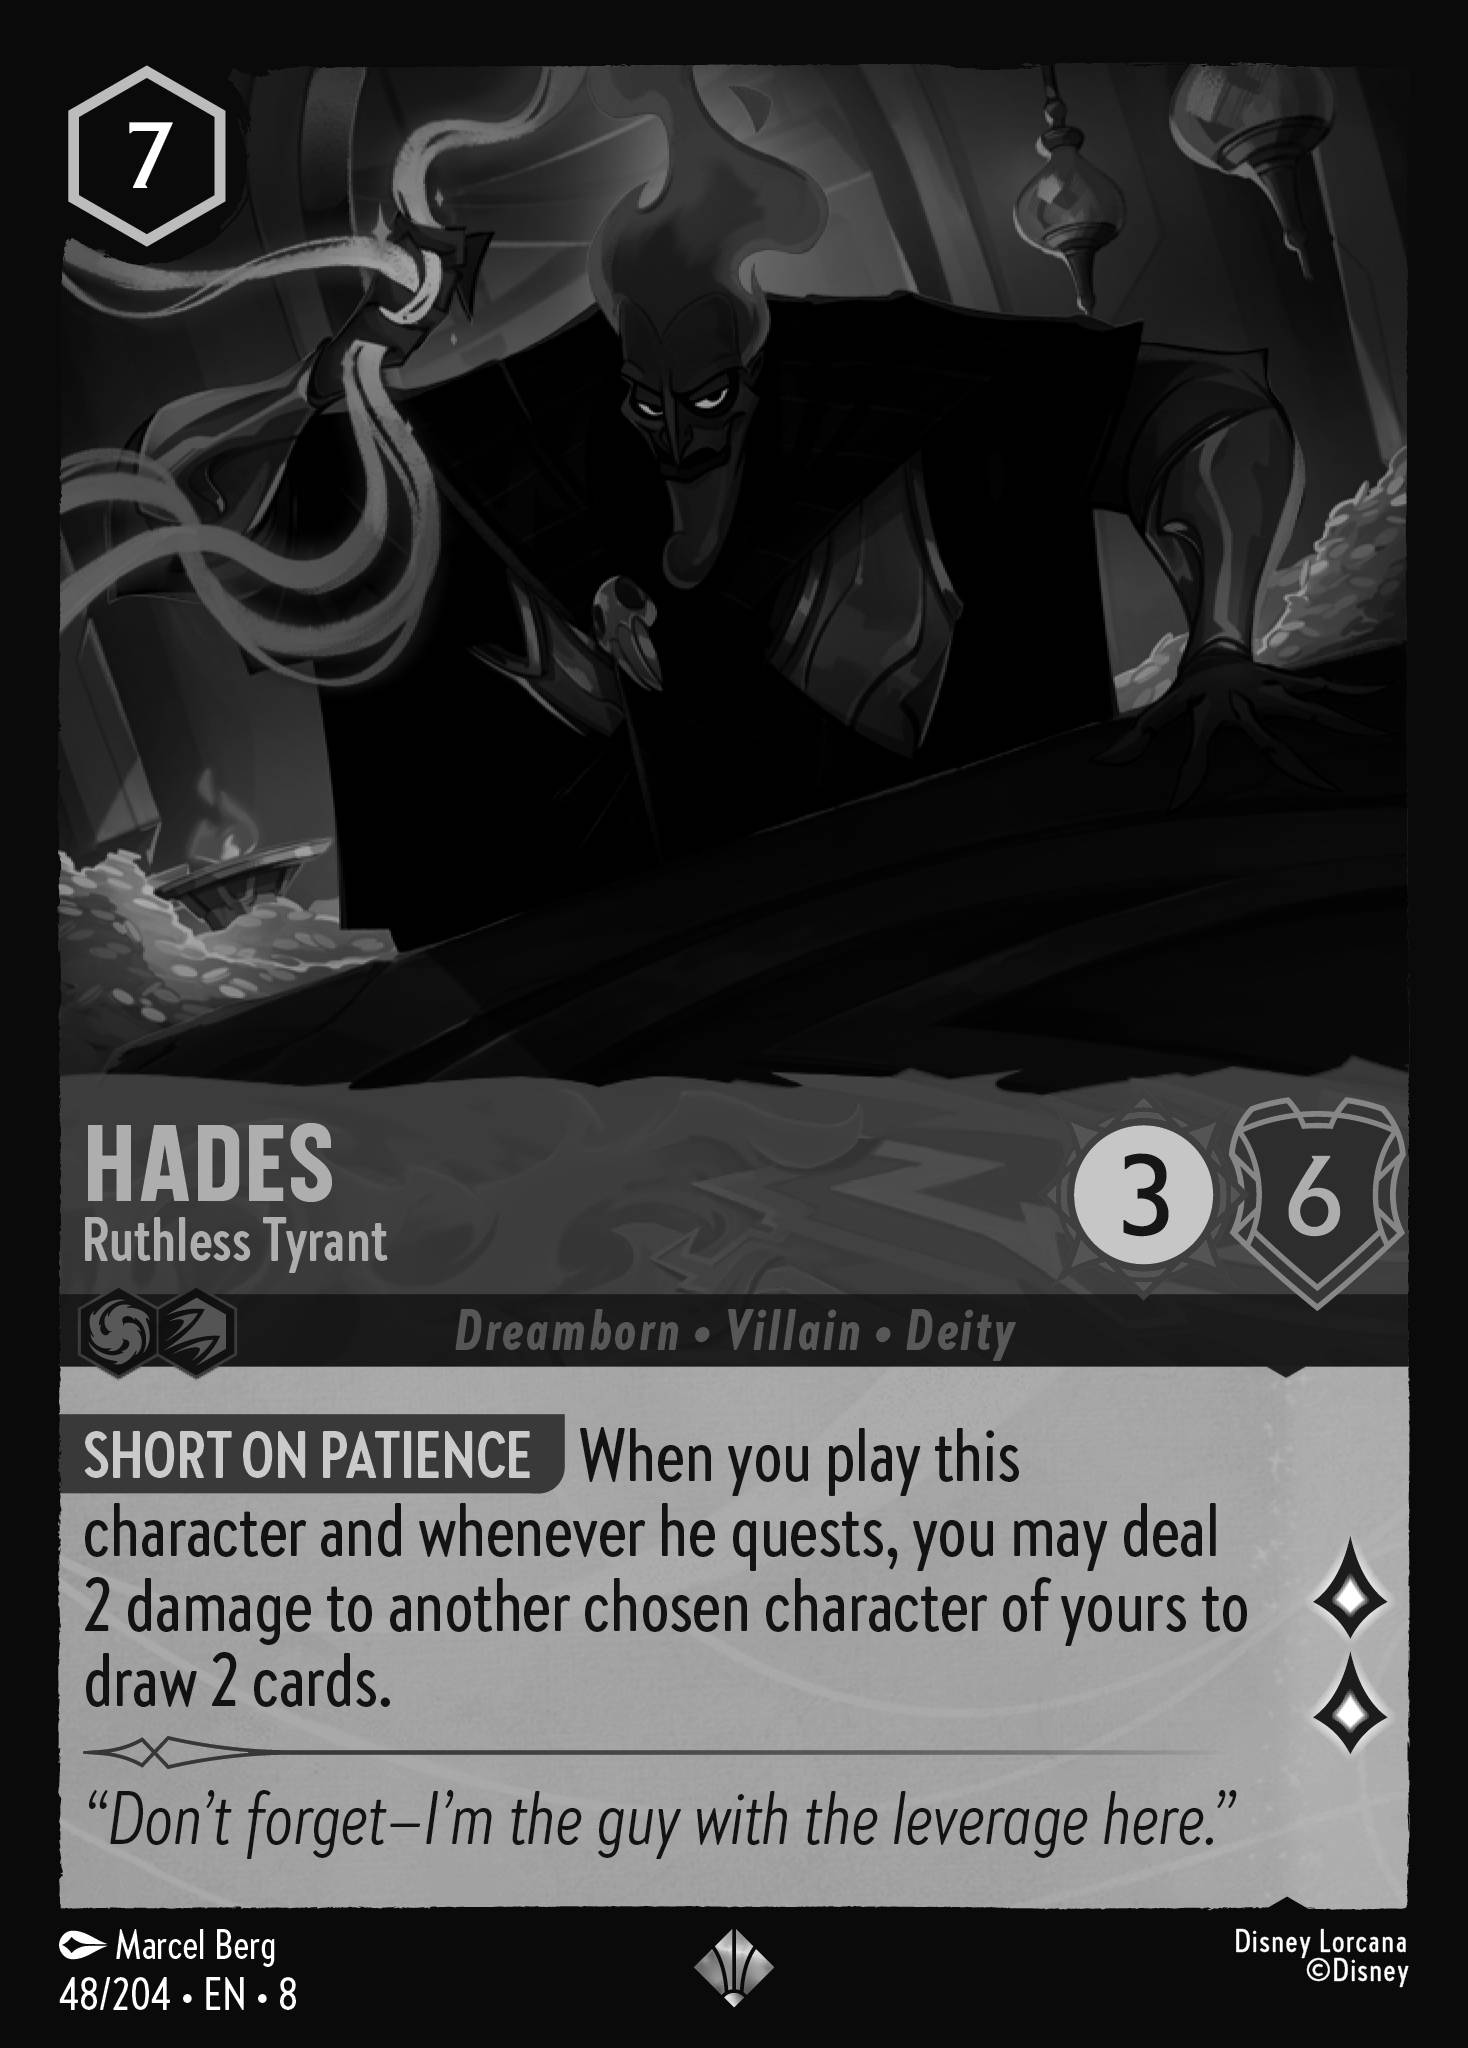 7
HADES
Ruthless Tyrant
3
6
Dreamborn • Villain • Deity
SHORT ON PATIENCE When you play this
character and whenever he quests, you may deal
2 damage to another chosen character of yours to
draw 2 cards.
“Don’t forget–I’m the guy with the leverage here.”
Marcel Berg
48/204 • EN • 8
Disney Lorcana
©Disney